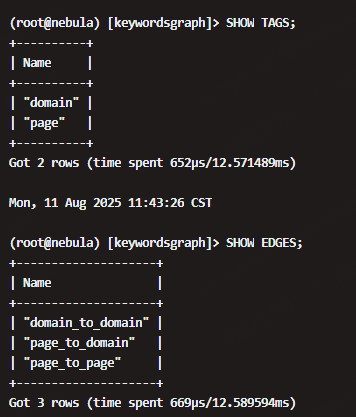 (root@nebula) [keywordsgraph]> SHOW TAGS;
+----------+
| Name     |
+----------+
| "domain" |
| "page"   |
+----------+
Got 2 rows (time spent 652μs/12.571489ms)

Mon, 11 Aug 2025 11:43:26 CST

(root@nebula) [keywordsgraph]> SHOW EDGES;
+--------------------+
| Name               |
+--------------------+
| "domain_to_domain" |
| "page_to_domain"   |
| "page_to_page"     |
+--------------------+
Got 3 rows (time spent 669μs/12.589594ms)